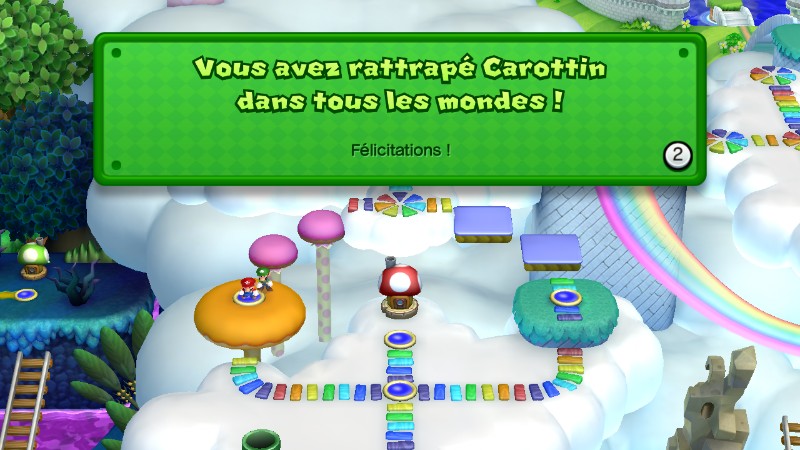 Vous avez rattrapé Carottin
dans tous les mondes !
Félicitations !
2